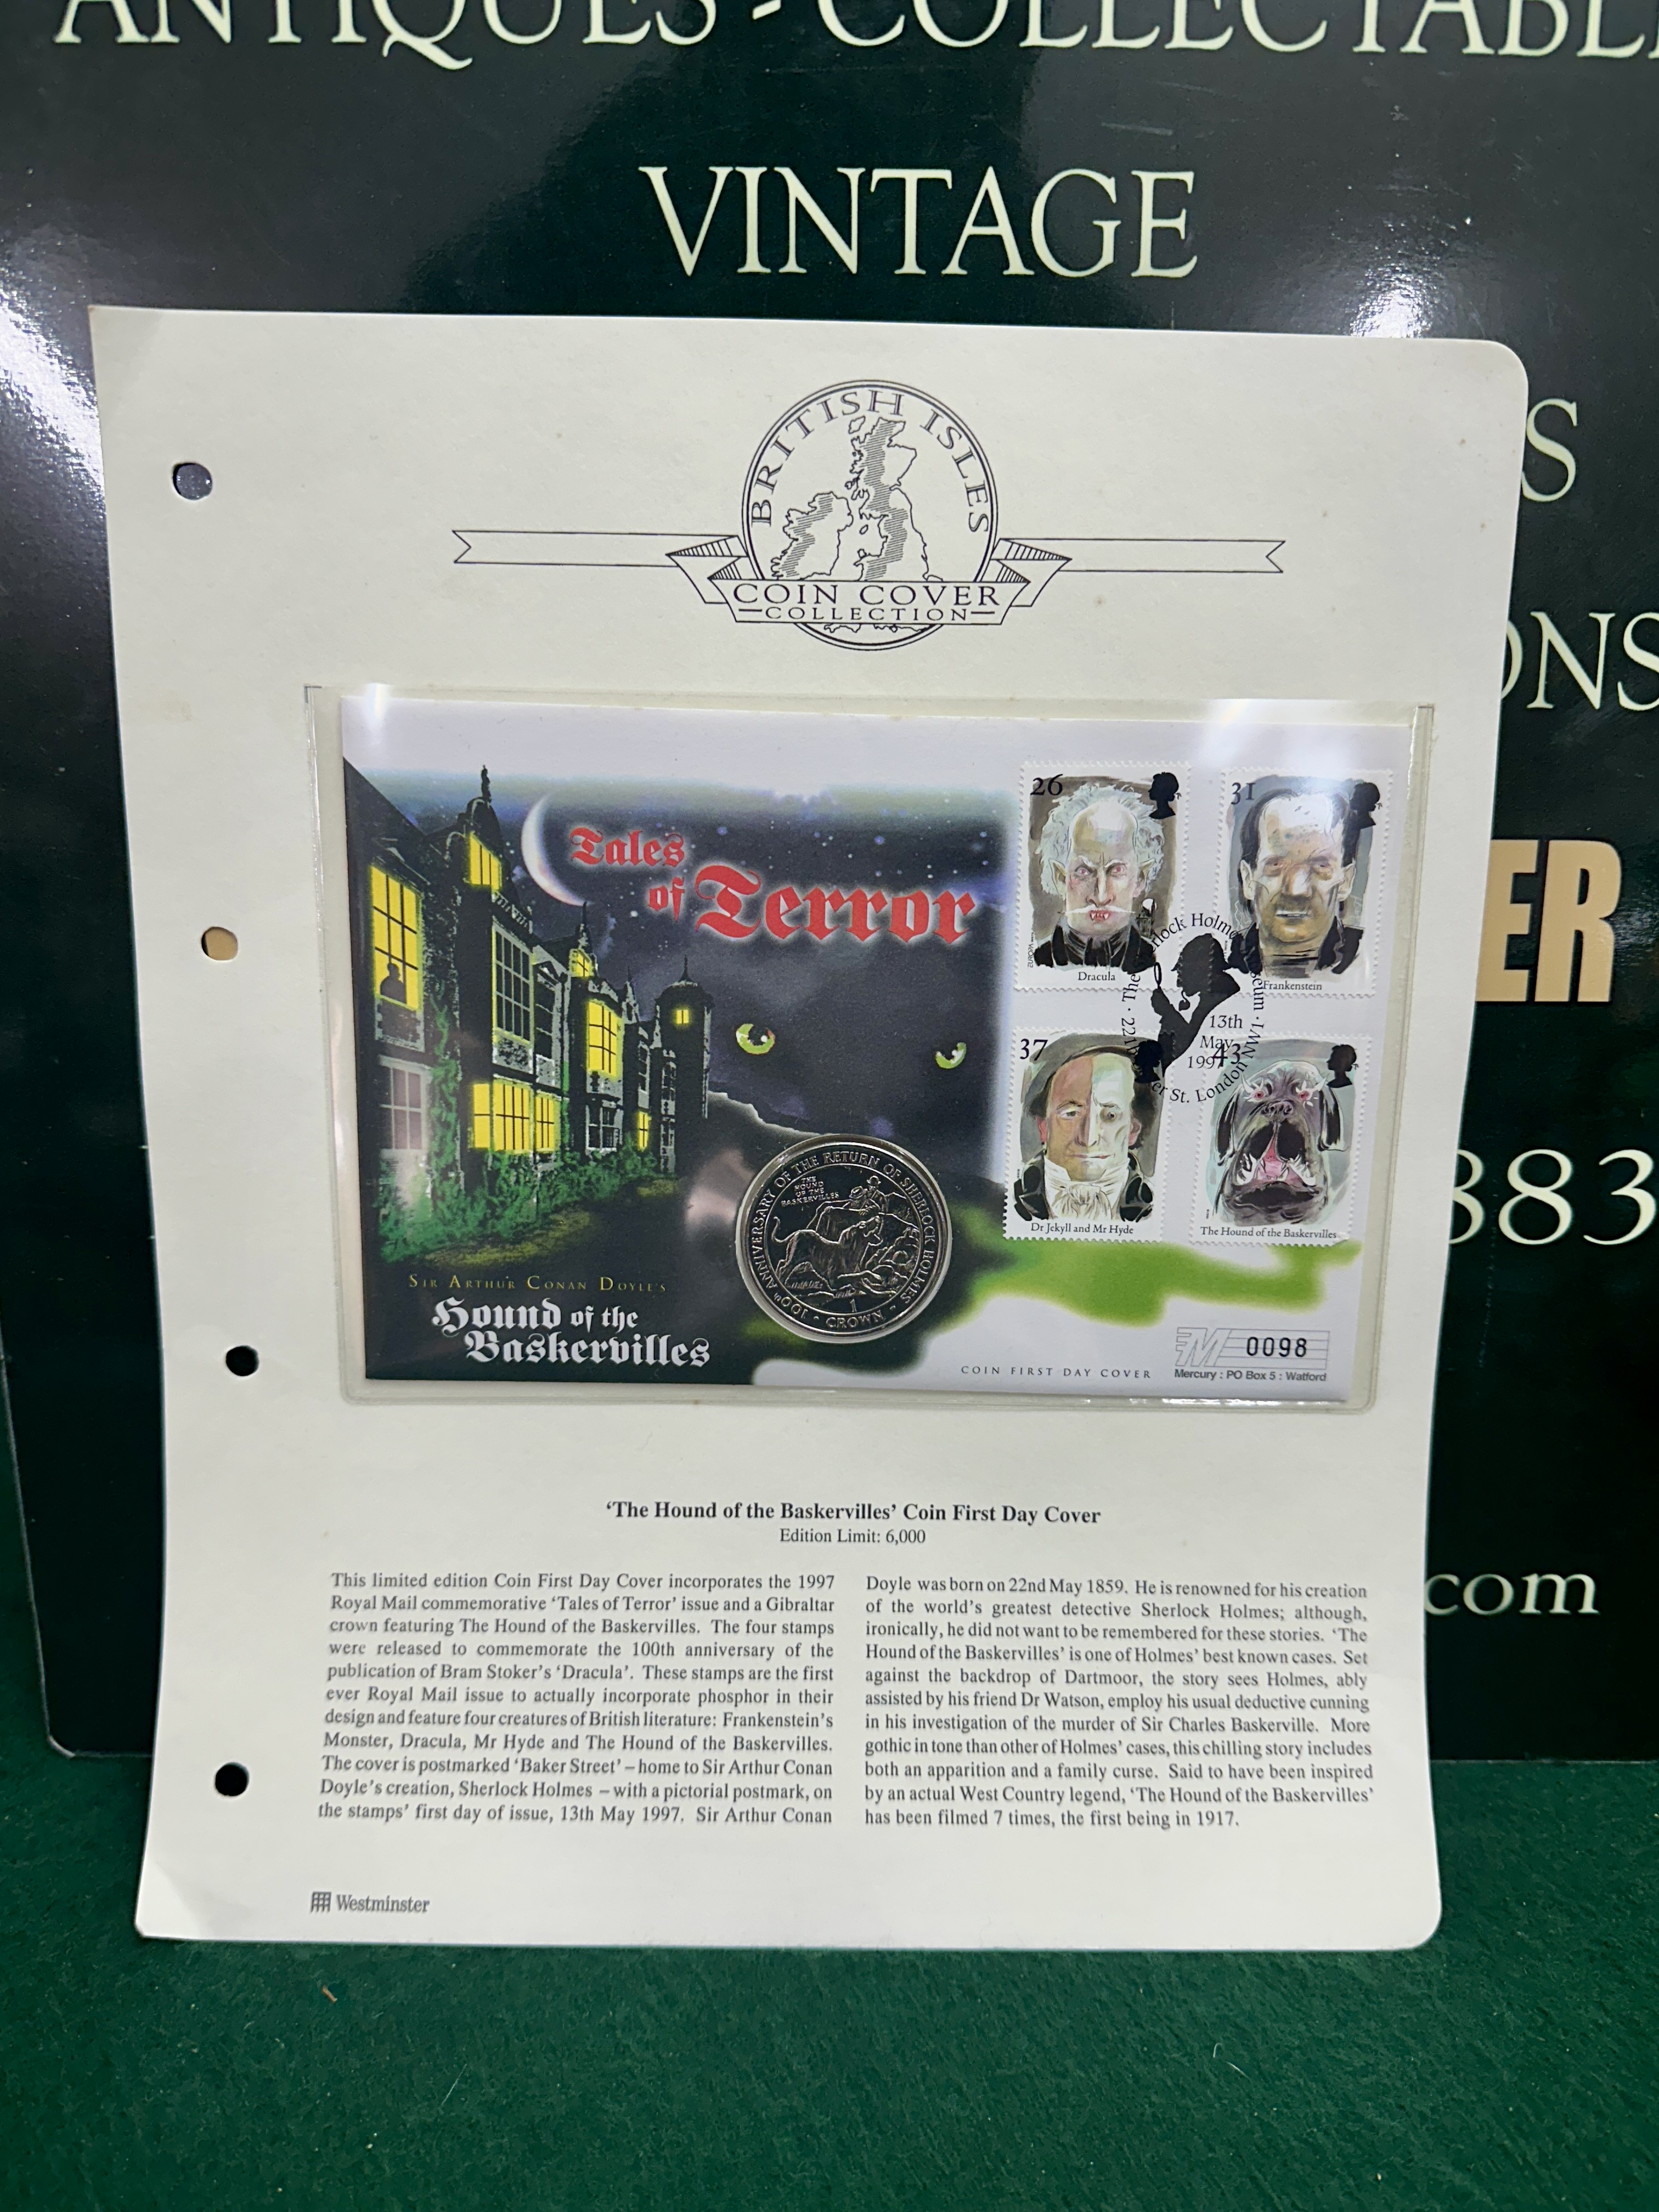 ANTIQUES - COLLECTABL
VINTAGE
S
ONS
ER
883
.com
BRITISH ISLES
COIN COVER
COLLECTION
Tales
of Terror
26
Dracula
31
Frankenstein
37
Dr Jekyll and Mr Hyde
43
The Hound of the Baskervilles
13th
May
1997
100th ANNIVERSARY OF THE RETURN OF SHERLOCK HOLMES
THE
HOUND
OF THE
BASKERVILLES
1
CROWN
SIR ARTHUR CONAN DOYLE'S
Hound of the
Baskervilles
COIN FIRST DAY COVER
M 0098
Mercury : PO Box 5 : Watford
‘The Hound of the Baskervilles’ Coin First Day Cover
Edition Limit: 6,000
This limited edition Coin First Day Cover incorporates the 1997
Royal Mail commemorative ‘Tales of Terror’ issue and a Gibraltar
crown featuring The Hound of the Baskervilles. The four stamps
were released to commemorate the 100th anniversary of the
publication of Bram Stoker's ‘Dracula’. These stamps are the first
ever Royal Mail issue to actually incorporate phosphor in their
design and feature four creatures of British literature: Frankenstein's
Monster, Dracula, Mr Hyde and The Hound of the Baskervilles.
The cover is postmarked ‘Baker Street’ – home to Sir Arthur Conan
Doyle's creation, Sherlock Holmes – with a pictorial postmark, on
the stamps’ first day of issue, 13th May 1997. Sir Arthur Conan
Doyle was born on 22nd May 1859. He is renowned for his creation
of the world's greatest detective Sherlock Holmes; although,
ironically, he did not want to be remembered for these stories. ‘The
Hound of the Baskervilles’ is one of Holmes’ best known cases. Set
against the backdrop of Dartmoor, the story sees Holmes, ably
assisted by his friend Dr Watson, employ his usual deductive cunning
in his investigation of the murder of Sir Charles Baskerville. More
gothic in tone than other of Holmes’ cases, this chilling story includes
both an apparition and a family curse. Said to have been inspired
by an actual West Country legend, ‘The Hound of the Baskervilles’
has been filmed 7 times, the first being in 1917.
Westminster